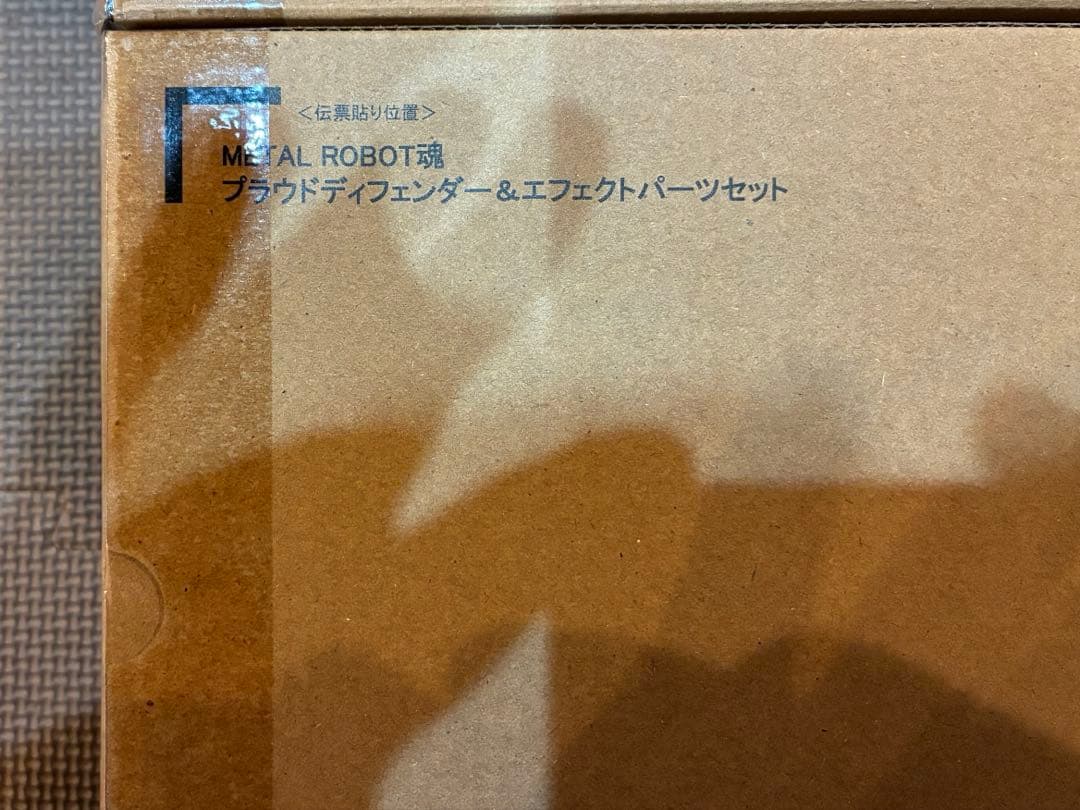 ＜伝票貼り位置＞
METAL ROBOT魂
プラウドディフェンダー＆エフェクトパーツセット